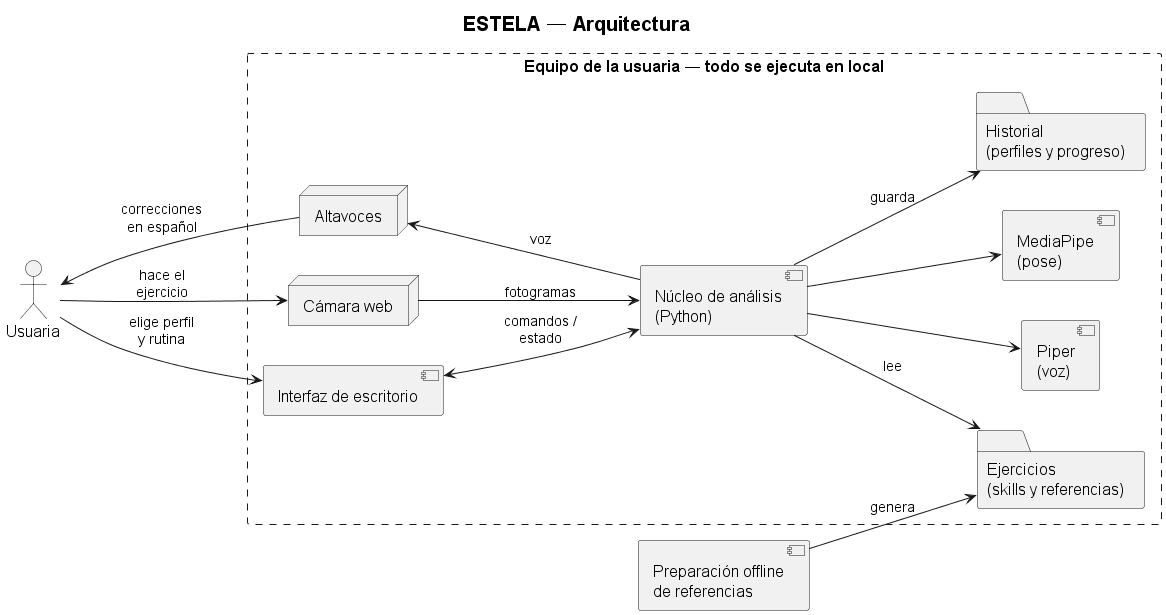 ESTELA — Arquitectura
Equipo de la usuaria — todo se ejecuta en local
Historial
(perfiles y progreso)
guarda
correcciones
en español
Altavoces
voz
MediaPipe
(pose)
hace el
ejercicio
Usuaria
Cámara web
fotogramas
Núcleo de análisis
(Python)
elige perfil
y rutina
comandos /
estado
Piper
(voz)
Interfaz de escritorio
lee
Ejercicios
(skills y referencias)
genera
Preparación offline
de referencias